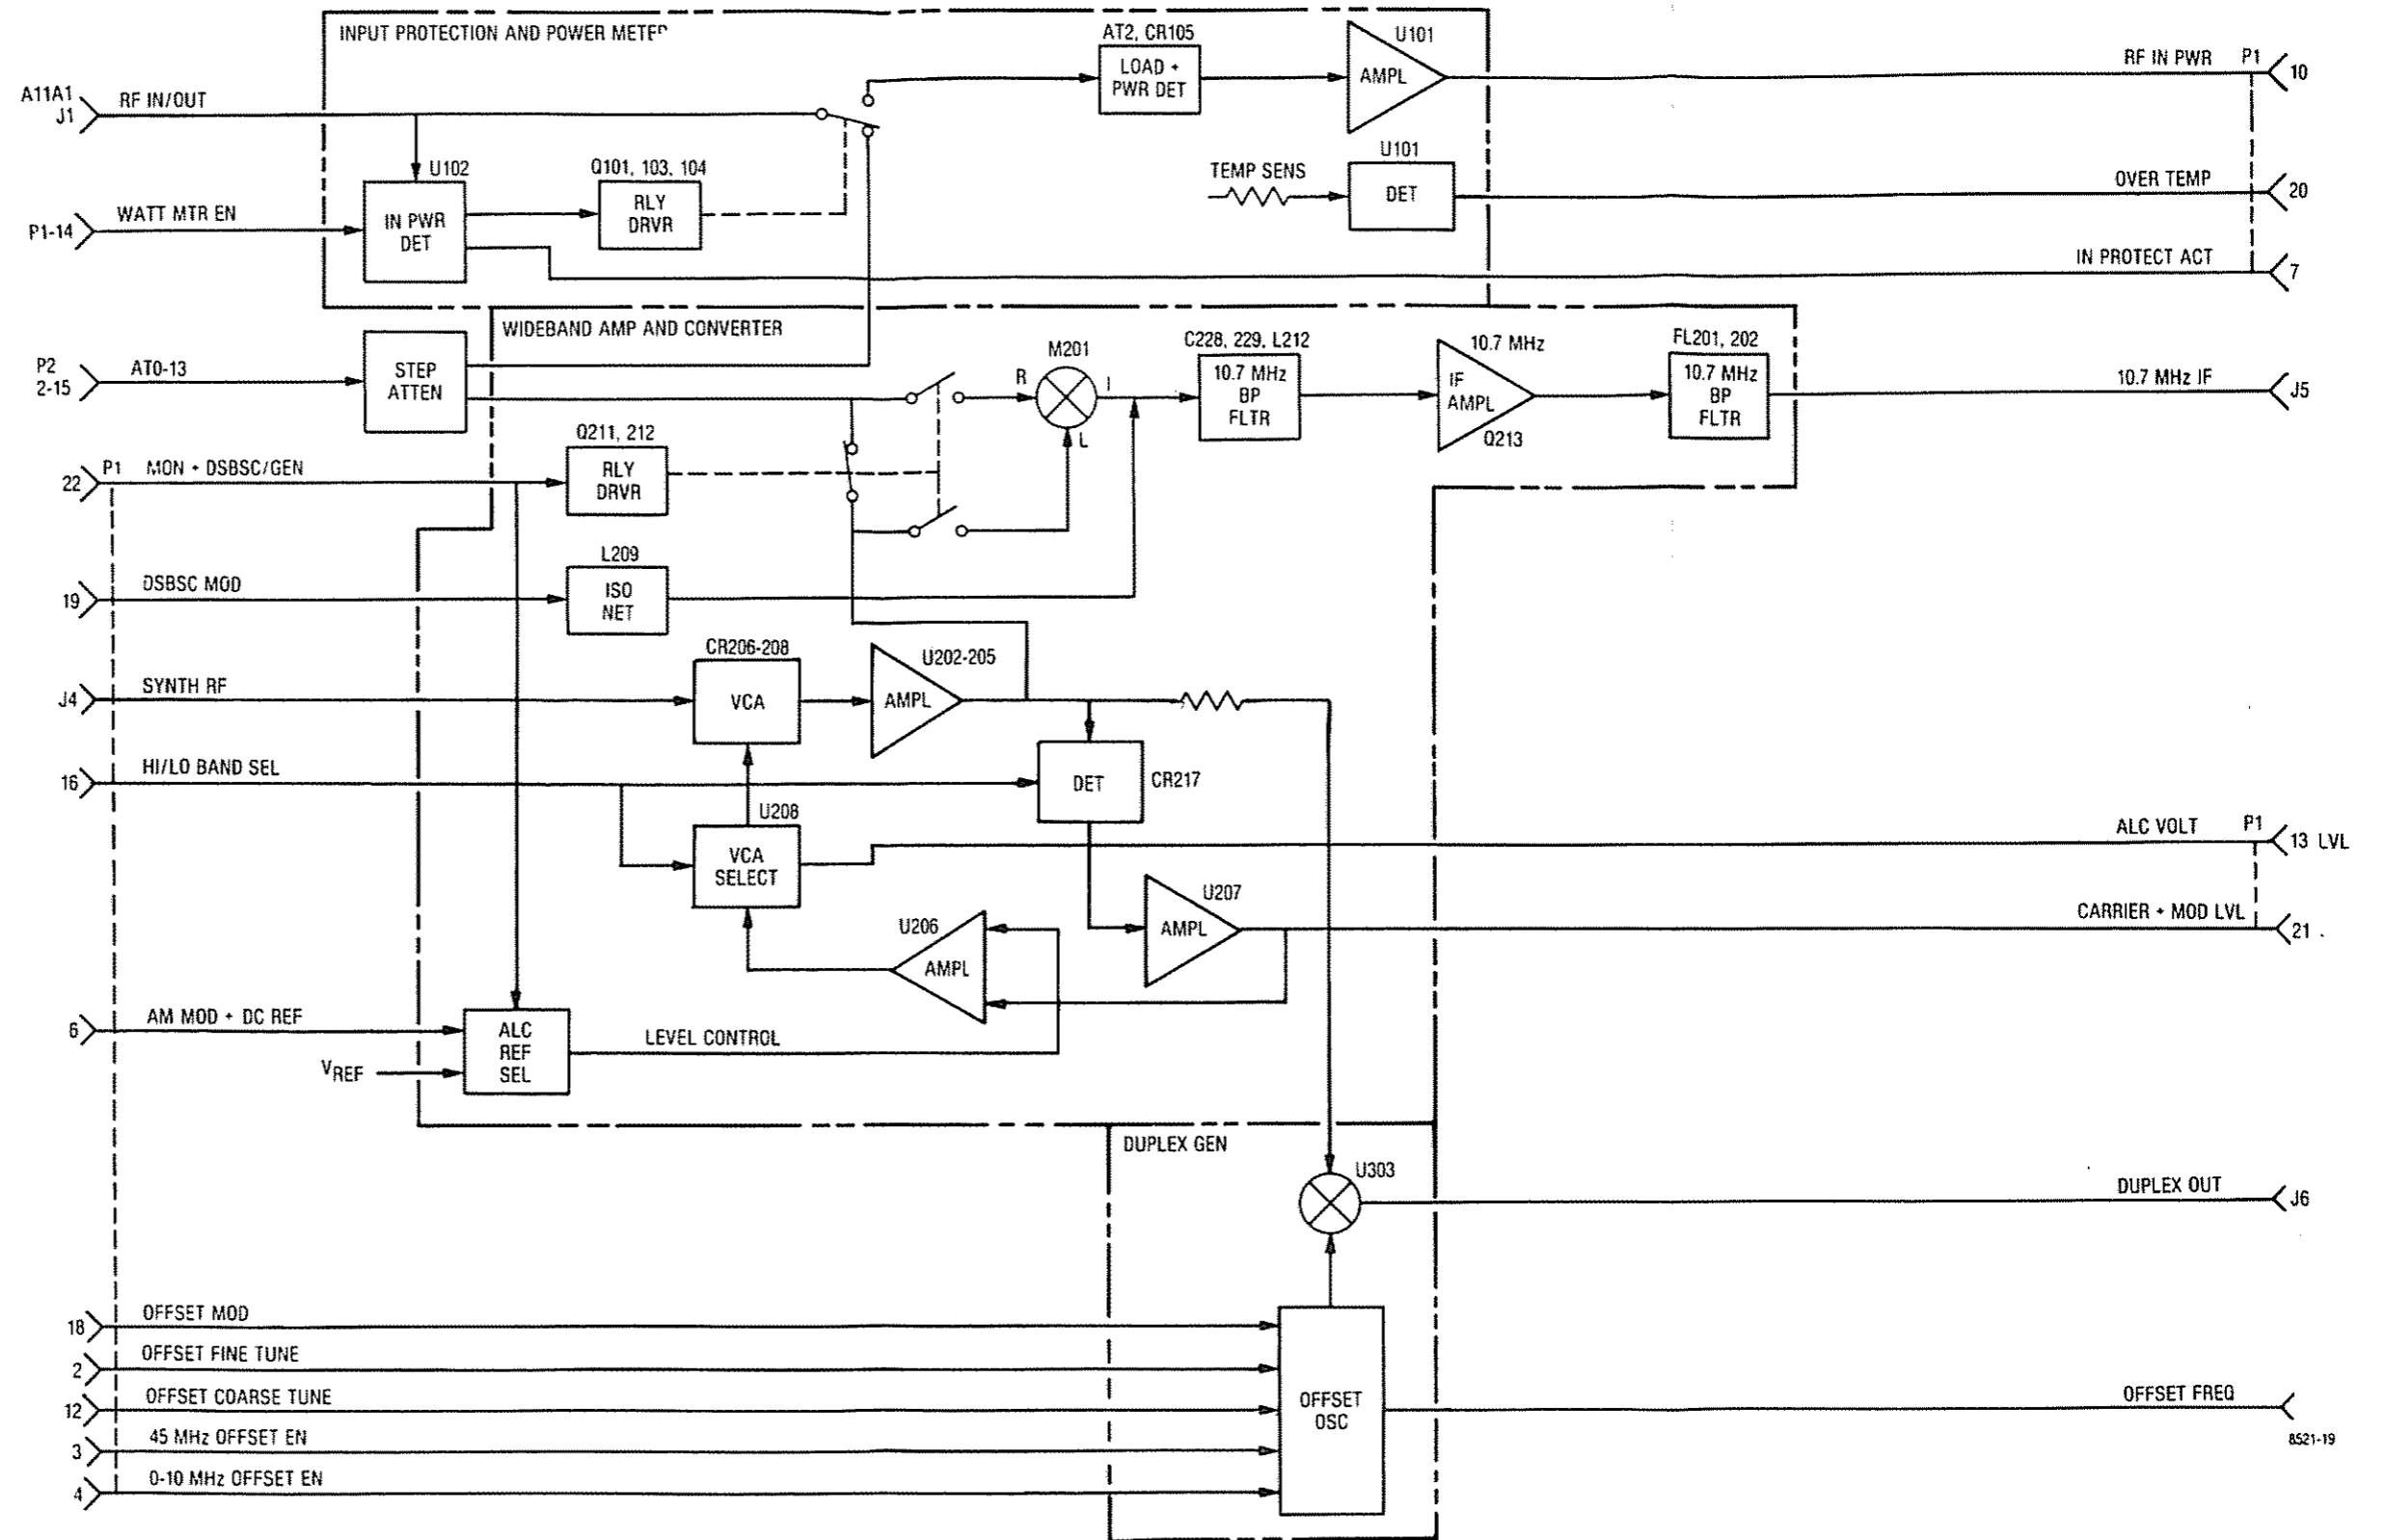 INPUT PROTECTION AND POWER METER
AT2, CR105
LOAD +
PWR DET
U101
AMPL
RF IN PWR
P1
10
A11A1
J1
RF IN/OUT
U102
IN PWR
DET
Q101, 103, 104
RLY
DRVR
TEMP SENS
U101
DET
OVER TEMP
20
P1-14
WATT MTR EN
IN PROTECT ACT
7
WIDEBAND AMP AND CONVERTER
P2
2-15
AT0-13
STEP
ATTEN
M201
R
I
L
C228, 229, L212
10.7 MHz
BP
FLTR
10.7 MHz
IF
AMPL
Q213
FL201, 202
10.7 MHz
BP
FLTR
10.7 MHz IF
J5
22
P1
MON + DSBSC/GEN
Q211, 212
RLY
DRVR
19
DSBSC MOD
L209
ISO
NET
J4
SYNTH RF
CR206-208
VCA
U202-205
AMPL
16
HI/LO BAND SEL
DET
CR217
U208
VCA
SELECT
ALC VOLT
P1
13 LVL
U206
AMPL
U207
AMPL
CARRIER + MOD LVL
21
6
AM MOD + DC REF
VREF
ALC
REF
SEL
LEVEL CONTROL
DUPLEX GEN
U303
DUPLEX OUT
J6
18
OFFSET MOD
2
OFFSET FINE TUNE
12
OFFSET COARSE TUNE
3
45 MHz OFFSET EN
4
0-10 MHz OFFSET EN
OFFSET
OSC
OFFSET FREQ
8521-19